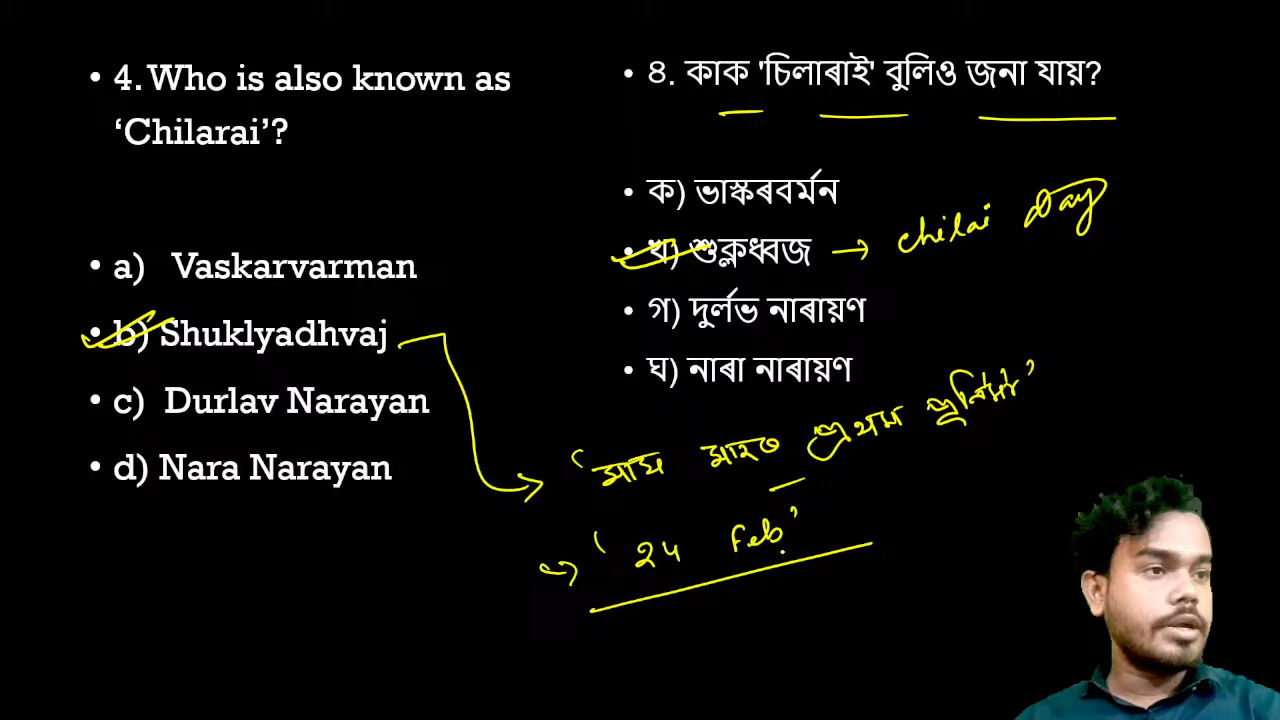 • 4. Who is also known as
‘Chilarai’?
• a) Vaskarvarman
• b) Shuklyadhvaj
• c) Durlav Narayan
• d) Nara Narayan
• ৪. কাক 'চিলাৰাই' বুলিও জনা যায়?
• ক) ভাস্কৰবৰ্মন
• খ) শুক্লধ্বজ → chilai Day
• গ) দুৰ্লভ নাৰায়ণ
• ঘ) নাৰা নাৰায়ণ
→ ‘মাঘ মাহত প্ৰথম পূৰ্ণিমা’
→ ‘24 Feb’